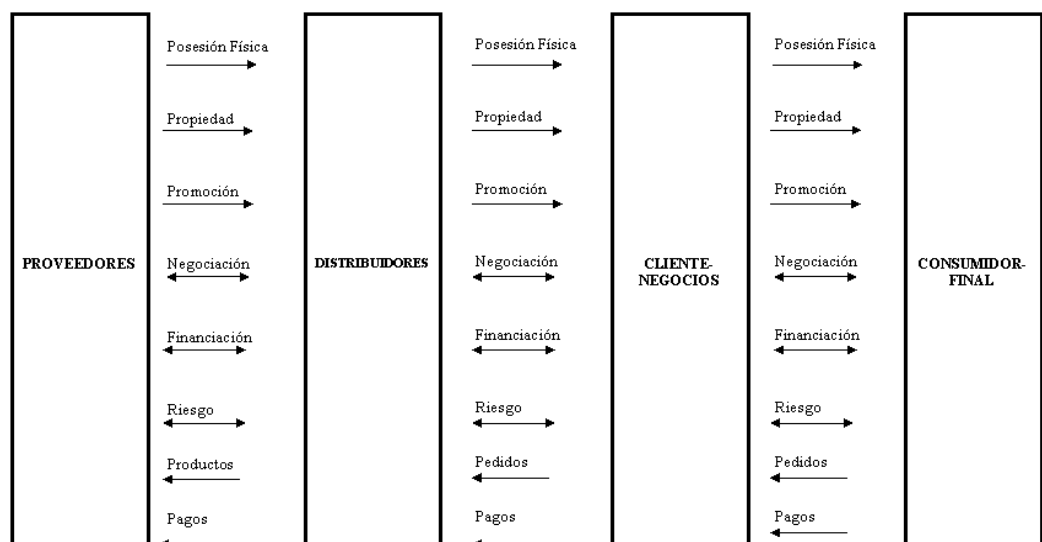 Posesión Física
Posesión Física
Posesión Física
Propiedad
Propiedad
Propiedad
Promoción
Promoción
Promoción
PROVEEDORES
Negociación
DISTRIBUIDORES
Negociación
CLIENTE-
NEGOCIOS
Negociación
CONSUMIDOR-
FINAL
Financiación
Financiación
Financiación
Riesgo
Riesgo
Riesgo
Productos
Pedidos
Pedidos
Pagos
Pagos
Pagos